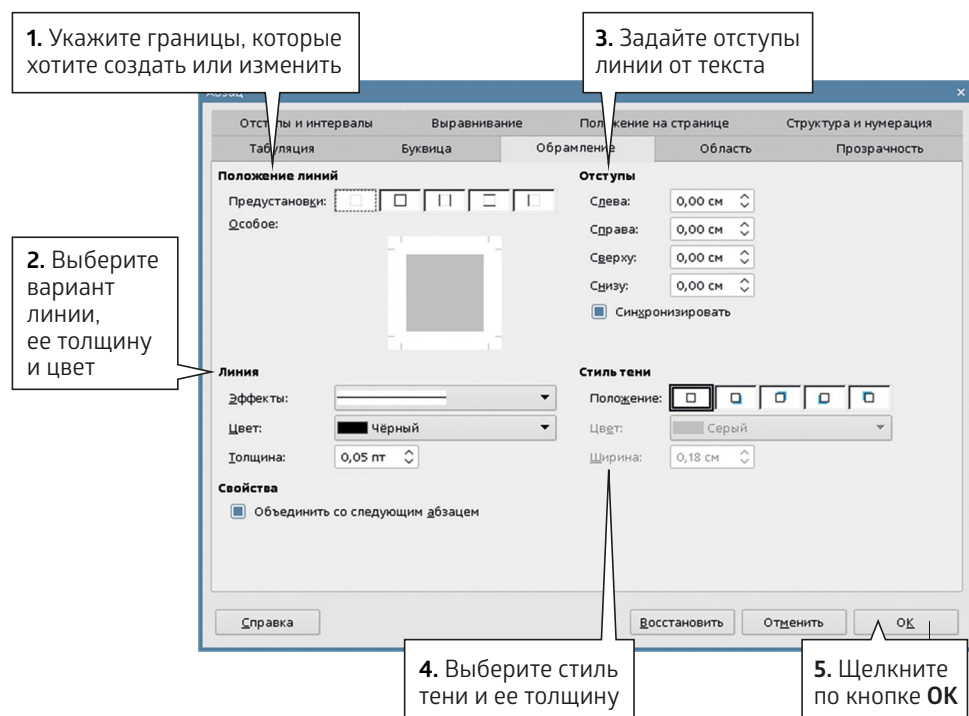 1. Укажите границы, которые
хотите создать или изменить
3. Задайте отступы
линии от текста
Абзац
Отступы и интервалы Выравнивание Положение на странице Структура и нумерация
Табуляция Буквица Обрамление Область Прозрачность
Положение линий
Предустановки:
Особое:
Отступы
Слева: 0,00 см
Справа: 0,00 см
Сверху: 0,00 см
Снизу: 0,00 см
Синхронизировать
2. Выберите
вариант
линии,
ее толщину
и цвет
Линия
Эффекты:
Цвет: Чёрный
Толщина: 0,05 пт
Стиль тени
Положение:
Цвет: Серый
Ширина: 0,18 см
Свойства
Объединить со следующим абзацем
Справка Восстановить Отменить OK
4. Выберите стиль
тени и ее толщину
5. Щелкните
по кнопке OK